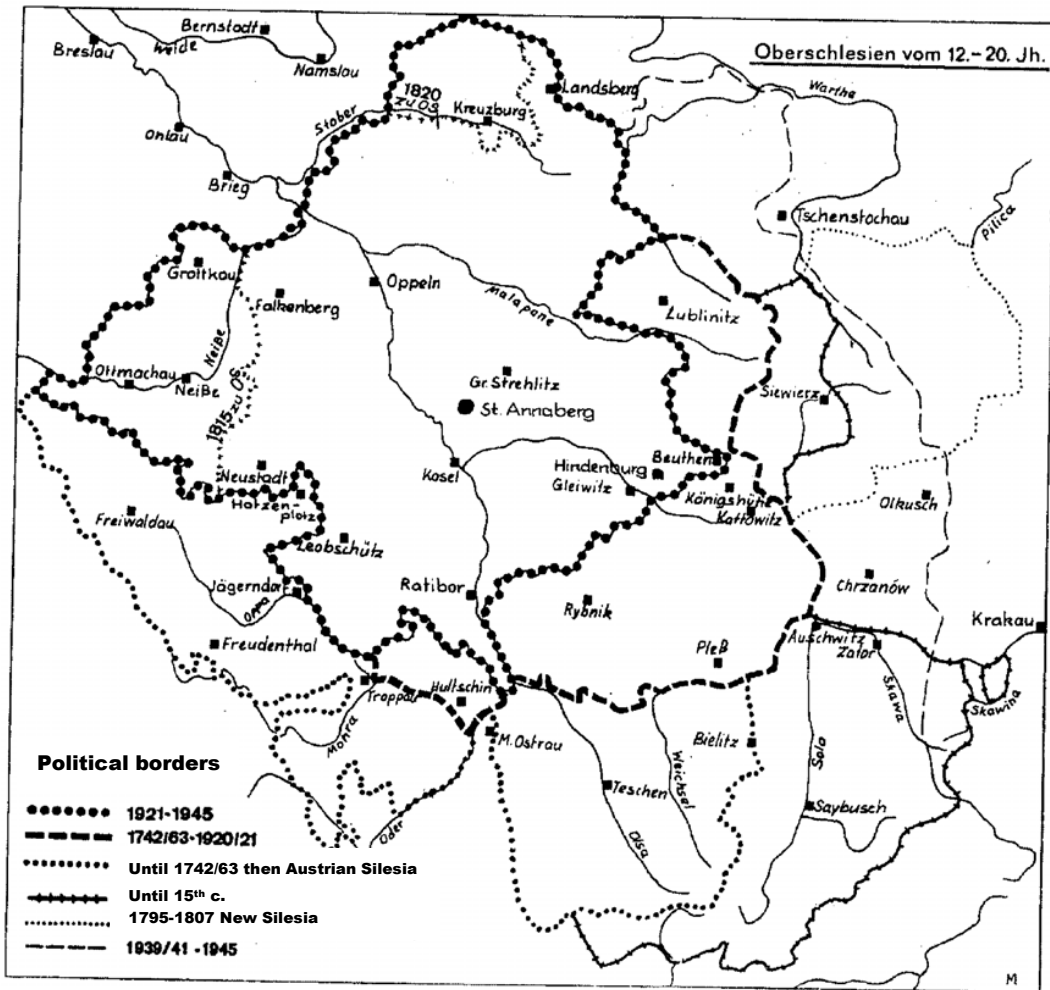 Oberschlesien vom 12.-20. Jh.
Bernstadt
Breslau
Weide
Namslau
Landsberg
Wartha
1820
zu OS
Kreuzburg
Stober
Ohlau
Brieg
Tschenstochau
Pilica
Grottkau
Oppeln
Falkenberg
Malapane
Lublinitz
Neiße
Ottmachau
Neiße
Gr. Strehlitz
Siewierz
St. Annaberg
1815 zu OS
Beuthen
Neustadt
Kosel
Hindenburg
Gleiwitz
Königshütte
Kattowitz
Olkusch
Hotzen-
plotz
Freiwaldau
Leobschütz
Chrzanów
Jägerndorf
Oppa
Ratibor
Rybnik
Krakau
Auschwitz
Zator
Freudenthal
Pleß
Troppau
Hultschin
Skawa
Skawina
Mohra
M. Ostrau
Bielitz
Sola
Weichsel
Teschen
Saybusch
Olsa
Oder
Political borders
1921-1945
1742/63-1920/21
Until 1742/63 then Austrian Silesia
Until 15th c.
1795-1807 New Silesia
1939/41 -1945
M